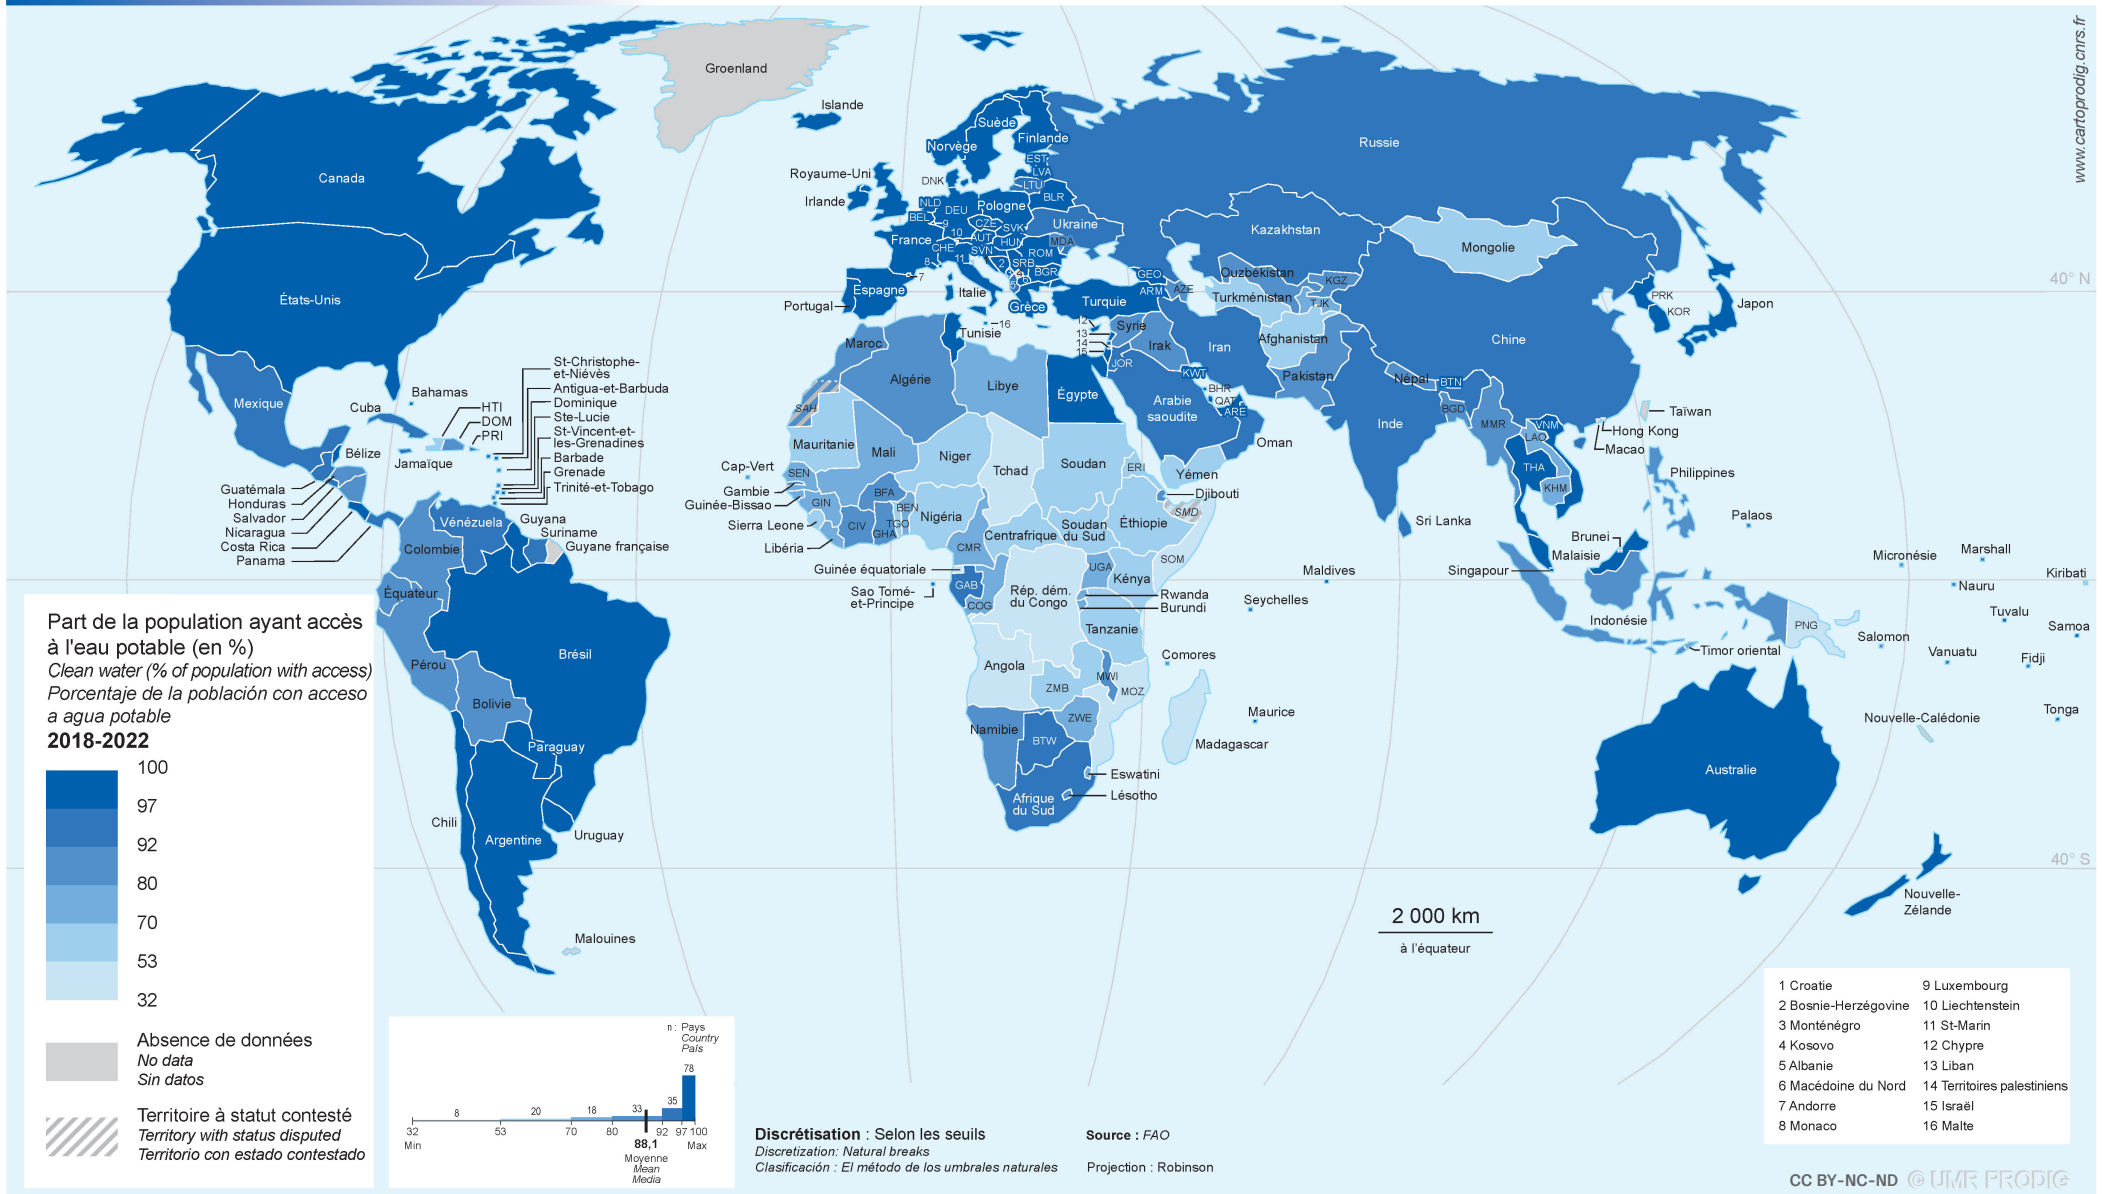 www.cartoprodig.cnrs.fr
Groenland
Islande
Suède
Finlande
Norvège
Russie
EST
LVA
Canada
Royaume-Uni
DNK
LTU
Irlande
NLD
DEU
Pologne
BLR
BEL
9
CZE
Ukraine
France
10
AUT
SVK
Kazakhstan
CHE
HUN
MDA
Mongolie
8
11
SVN
ROM
2
SRB
BGR
7
Ouzbékistan
KGZ
40° N
5
6
GEO
États-Unis
Espagne
Italie
ARM
AZE
Turkménistan
TJK
PRK
Japon
Portugal
Grèce
Turquie
KOR
16
12
Syrie
Tunisie
13
Afghanistan
Chine
Maroc
14
Irak
Iran
15
JOR
St-Christophe-
et-Niévès
KWT
Pakistan
Népal
BTN
Antigua-et-Barbuda
Algérie
Libye
BHR
Bahamas
Égypte
QAT
Mexique
Cuba
HTI
Dominique
SAH
Arabie
saoudite
ARE
BGD
Taïwan
DOM
Ste-Lucie
MMR
VNM
Hong Kong
PRI
St-Vincent-et-
les-Grenadines
Inde
LAO
Macao
Bélize
Mauritanie
Mali
Oman
Jamaïque
Barbade
Niger
Tchad
Soudan
ERI
Yémen
THA
Philippines
Cap-Vert
SEN
Grenade
Guatémala
Trinité-et-Tobago
Gambie
BFA
Djibouti
KHM
Honduras
Guinée-Bissao
GIN
BEN
SMD
Salvador
Vénézuela
Guyana
Sierra Leone
CIV
TGO
Nigéria
Soudan
du Sud
Éthiopie
Sri Lanka
Palaos
Nicaragua
Suriname
GHA
Centrafrique
Brunei
Costa Rica
Colombie
Guyane française
Libéria
CMR
SOM
Malaisie
Micronésie
Marshall
Panama
Guinée équatoriale
UGA
Kénya
Maldives
Singapour
Kiribati
Équateur
Sao Tomé-
et-Principe
GAB
COG
Rép. dém.
du Congo
Rwanda
Burundi
Seychelles
Nauru
Tuvalu
Indonésie
PNG
Samoa
Tanzanie
Salomon
Brésil
Timor oriental
Vanuatu
Fidji
Pérou
Angola
Comores
MWI
ZMB
MOZ
Bolivie
Maurice
Tonga
ZWE
Nouvelle-Calédonie
Namibie
BTW
Madagascar
Paraguay
Eswatini
Australie
Afrique
du Sud
Lésotho
Chili
Argentine
Uruguay
40° S
Nouvelle-
Zélande
Malouines
2 000 km
à l'équateur
Part de la population ayant accès
à l'eau potable (en %)
Clean water (% of population with access)
Porcentaje de la población con acceso
a agua potable
2018-2022
100
97
92
80
70
53
32
Absence de données
No data
Sin datos
Territoire à statut contesté
Territory with status disputed
Territorio con estado contestado
n : Pays
Country
País
78
35
33
20
18
8
32
53
70
80
92
97
100
Min
Max
88,1
Moyenne
Mean
Media
Discrétisation : Selon les seuils
Discretization: Natural breaks
Clasificación : El método de los umbrales naturales
Source : FAO
Projection : Robinson
1 Croatie
2 Bosnie-Herzégovine
3 Monténégro
4 Kosovo
5 Albanie
6 Macédoine du Nord
7 Andorre
8 Monaco
9 Luxembourg
10 Liechtenstein
11 St-Marin
12 Chypre
13 Liban
14 Territoires palestiniens
15 Israël
16 Malte
CC BY-NC-ND © UMR PRODIG